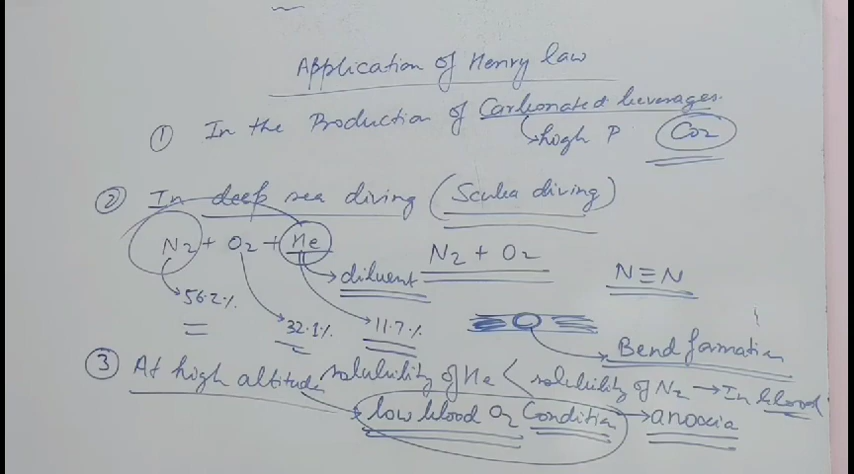 Application of Henry law
① In the Production of Carbonated beverages.
high P CO2
② In deep sea diving (Scuba diving)
N2 + O2 + He
N2 + O2
diluent
N≡N
56.2%
32.1% 11.7%
Bend formation
③ At high altitude solubility of He < solubility of N2 → In blood
low blood O2 Condition → anoxia